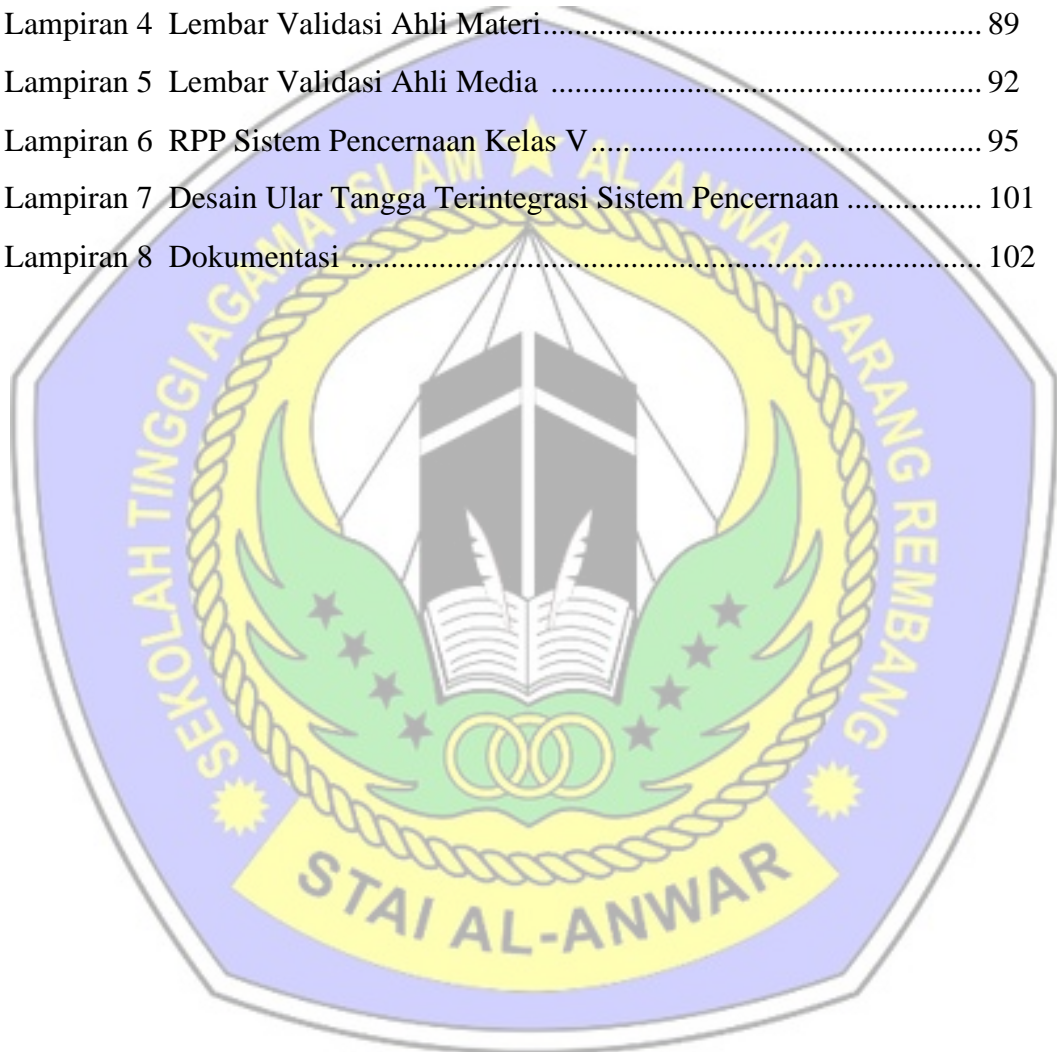 Lampiran 4 Lembar Validasi Ahli Materi.................................................... 89
Lampiran 5 Lembar Validasi Ahli Media ................................................... 92
Lampiran 6 RPP Sistem Pencernaan Kelas V.............................................. 95
Lampiran 7 Desain Ular Tangga Terintegrasi Sistem Pencernaan ................ 101
Lampiran 8 Dokumentasi ........................................................................... 102
SEKOLAH TINGGI AGAMA ISLAM AL ANWAR SARANG REMBANG
STAI AL-ANWAR